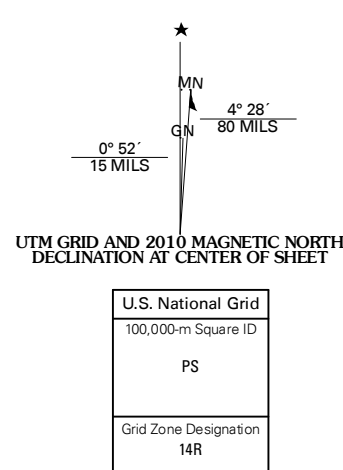 ★
MN
GN
4° 28´
80 MILS
0° 52´
15 MILS
UTM GRID AND 2010 MAGNETIC NORTH
DECLINATION AT CENTER OF SHEET
U.S. National Grid
100,000-m Square ID
PS
Grid Zone Designation
14R